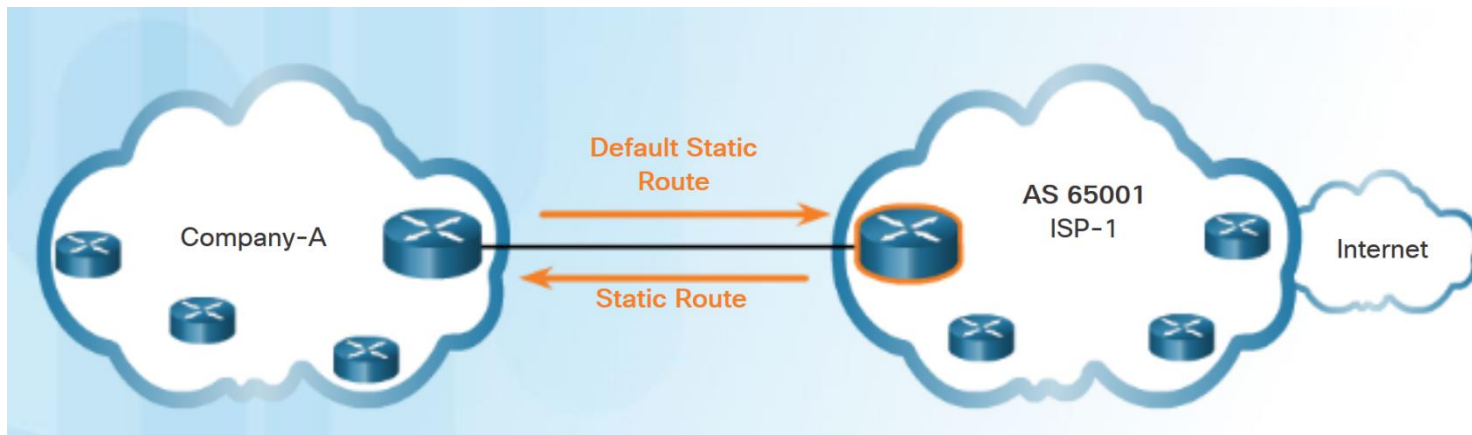 Default Static
Route
Company-A
Static Route
AS 65001
ISP-1
Internet